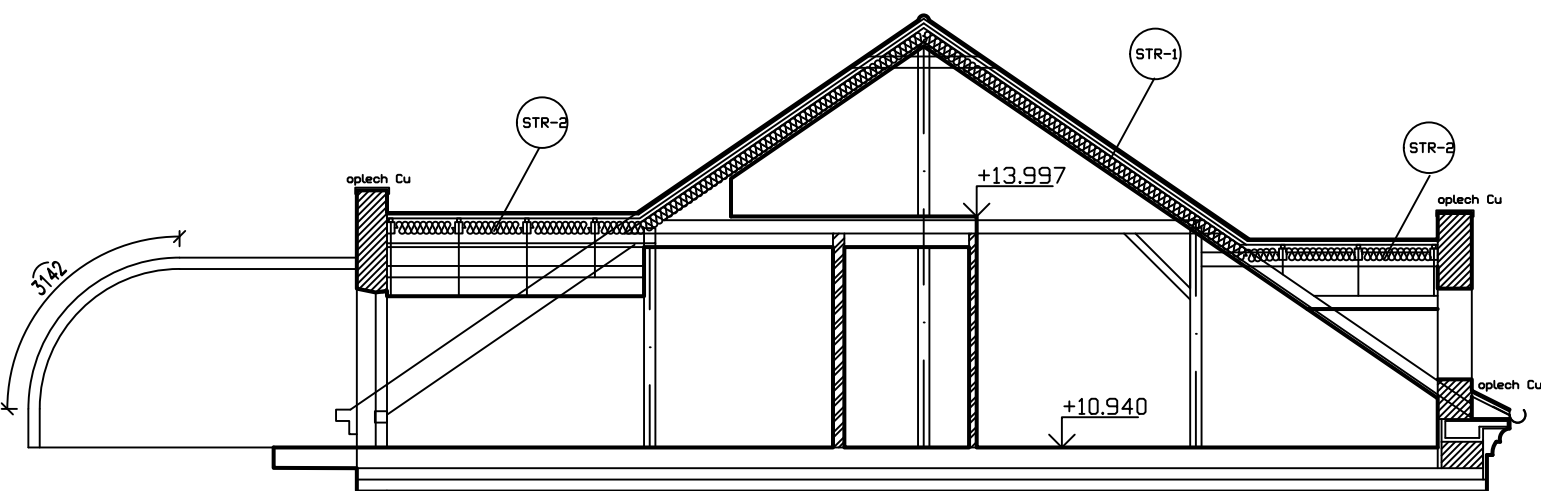 STR-1
STR-2
STR-2
+13.997
oplech Cu
oplech Cu
3142
oplech Cu
+10.940